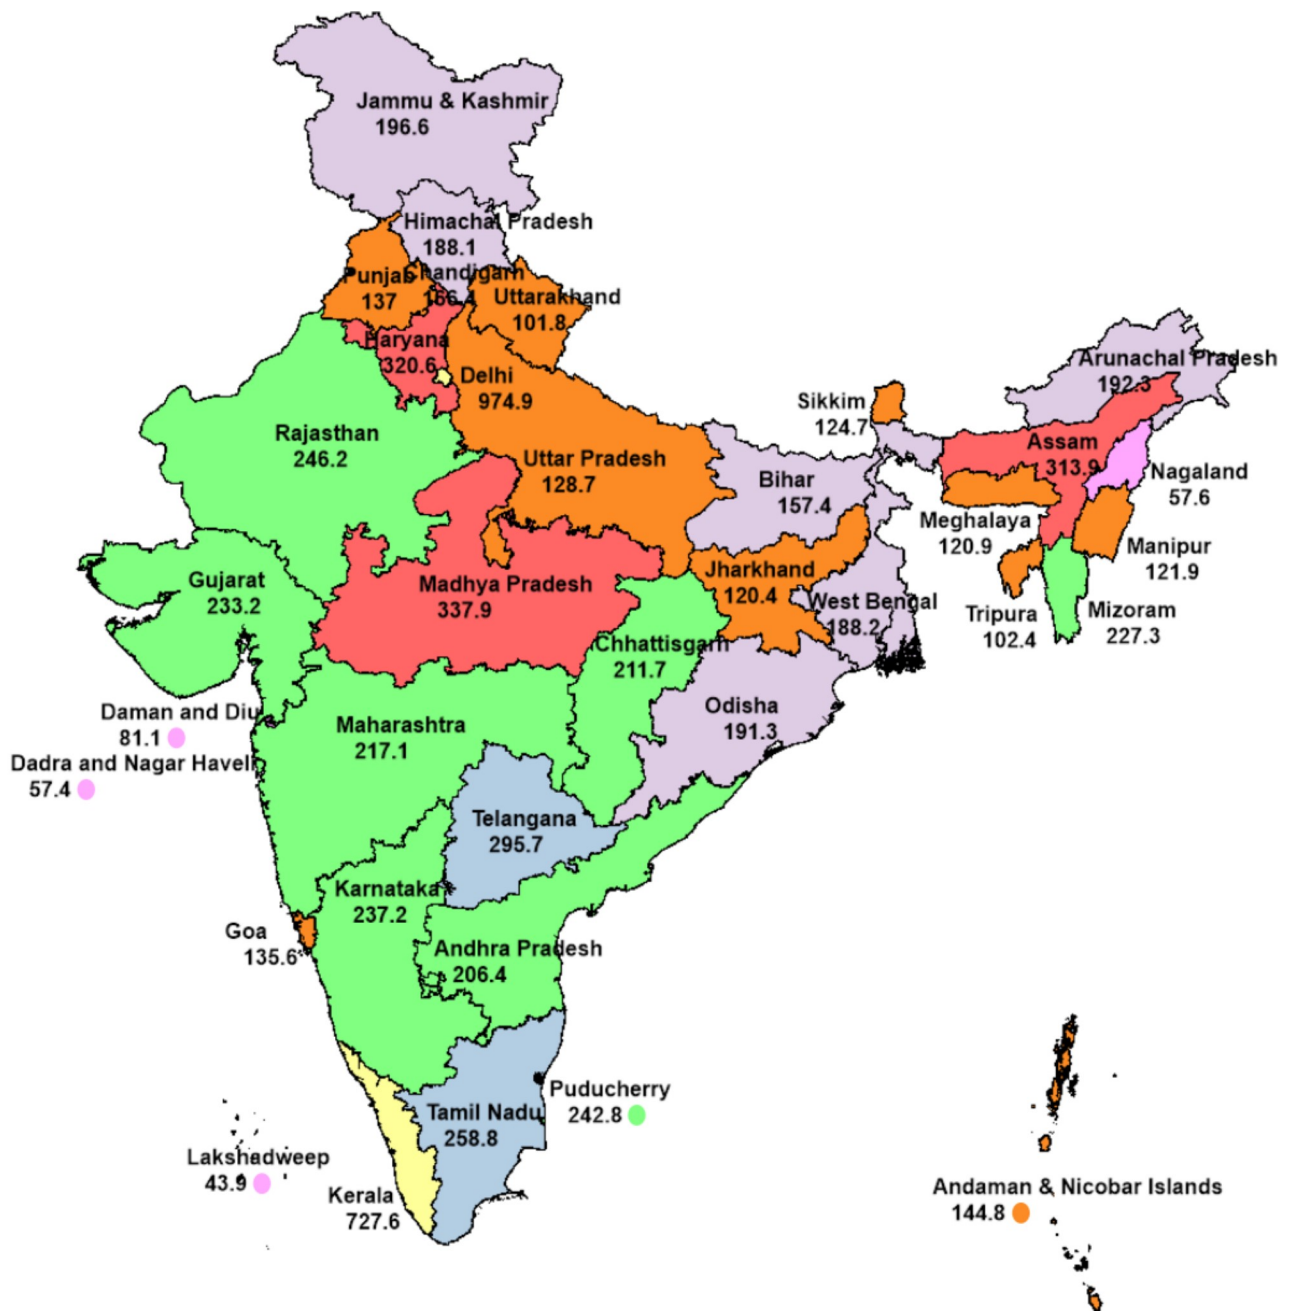 Jammu & Kashmir
196.6
Himachal Pradesh
188.1
Punjab
137
Chandigarh
166.4
Uttarakhand
101.8
Haryana
320.6
Delhi
974.9
Rajasthan
246.2
Uttar Pradesh
128.7
Bihar
157.4
Sikkim
124.7
Arunachal Pradesh
192.3
Assam
313.9
Nagaland
57.6
Meghalaya
120.9
Manipur
121.9
Tripura
102.4
Mizoram
227.3
Gujarat
233.2
Madhya Pradesh
337.9
Jharkhand
120.4
West Bengal
188.2
Chhattisgarh
211.7
Odisha
191.3
Daman and Diu
81.1
Dadra and Nagar Haveli
57.4
Maharashtra
217.1
Telangana
295.7
Karnataka
237.2
Goa
135.6
Andhra Pradesh
206.4
Puducherry
242.8
Tamil Nadu
258.8
Lakshadweep
43.9
Kerala
727.6
Andaman & Nicobar Islands
144.8